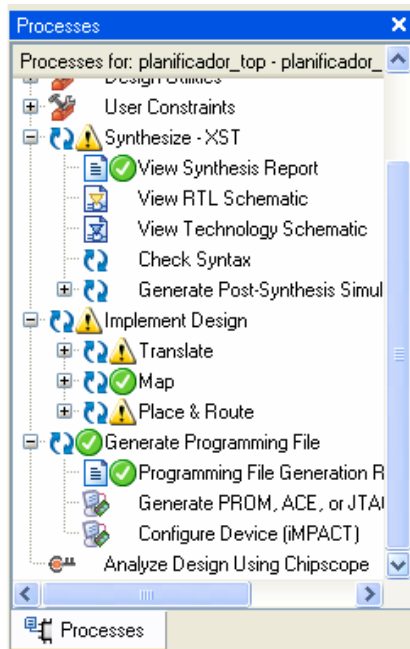 Processes
Processes for: planificador_top - planificador_
Design Utilities
User Constraints
Synthesize - XST
View Synthesis Report
View RTL Schematic
View Technology Schematic
Check Syntax
Generate Post-Synthesis Simul
Implement Design
Translate
Map
Place & Route
Generate Programming File
Programming File Generation R
Generate PROM, ACE, or JTA
Configure Device (iMPACT)
Analyze Design Using Chipscope
Processes